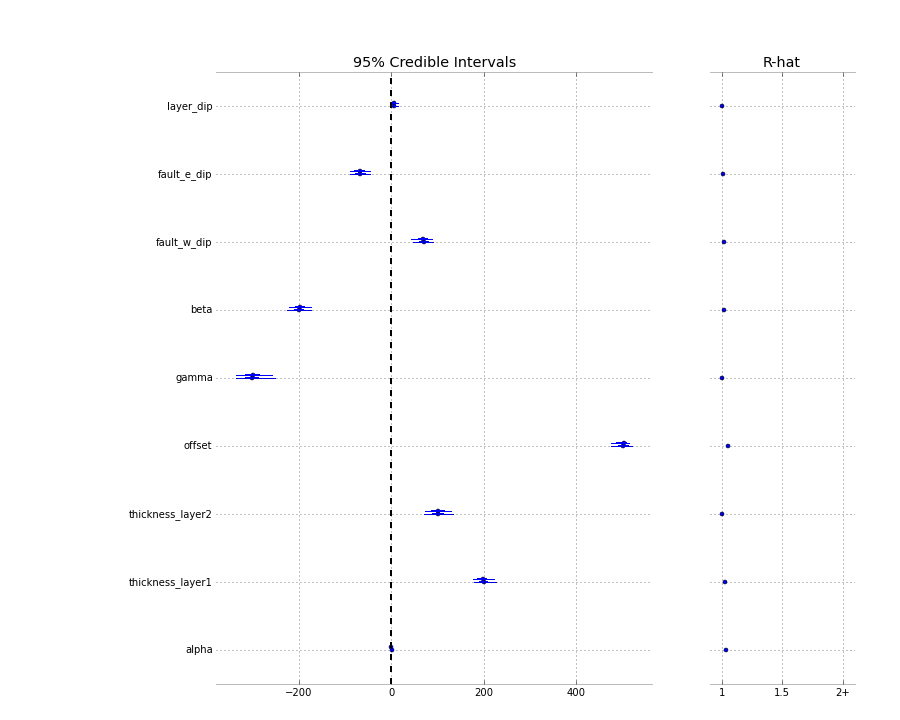 95% Credible Intervals
R-hat
layer_dip
fault_e_dip
fault_w_dip
beta
gamma
offset
thickness_layer2
thickness_layer1
alpha
−200 0 200 400
1 1.5 2+